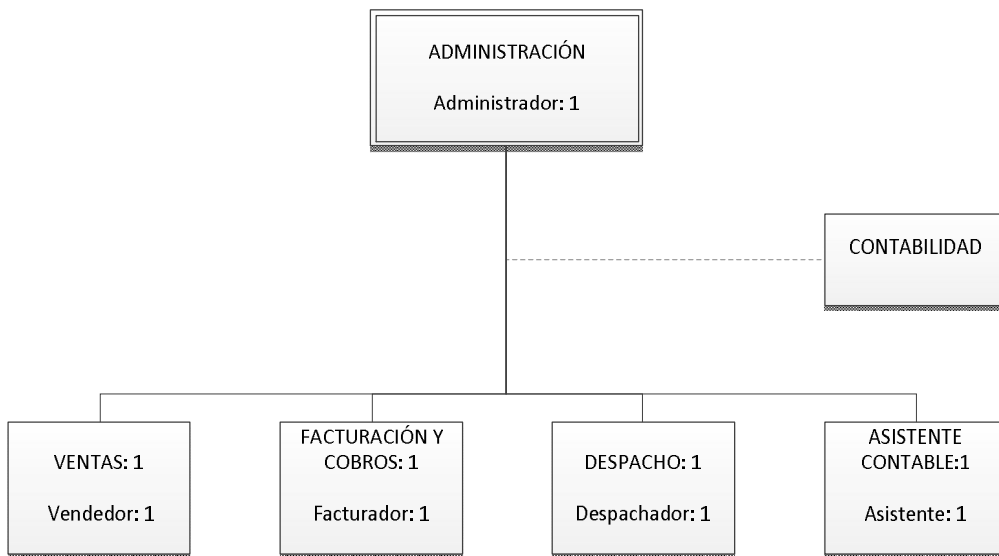 ADMINISTRACIÓN
Administrador: 1
CONTABILIDAD
VENTAS: 1
Vendedor: 1
FACTURACIÓN Y
COBROS: 1
Facturador: 1
DESPACHO: 1
Despachador: 1
ASISTENTE
CONTABLE:1
Asistente: 1